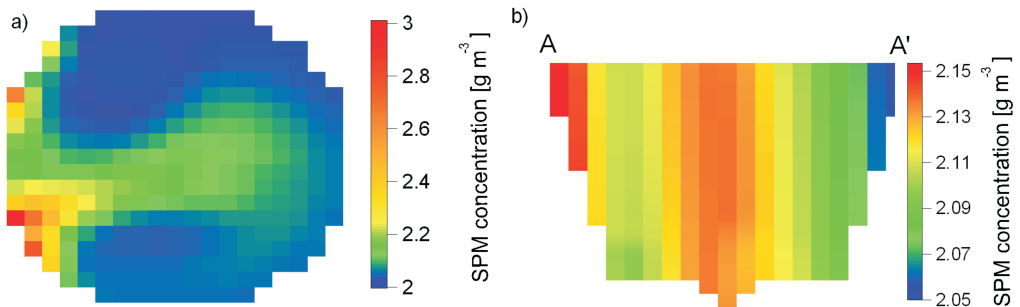 a)
3
2.8
2.6
2.4
2.2
2
SPM concentration [g m⁻³]
b)
A
A'
2.15
2.13
2.11
2.09
2.07
2.05
SPM concentration [g m⁻³]